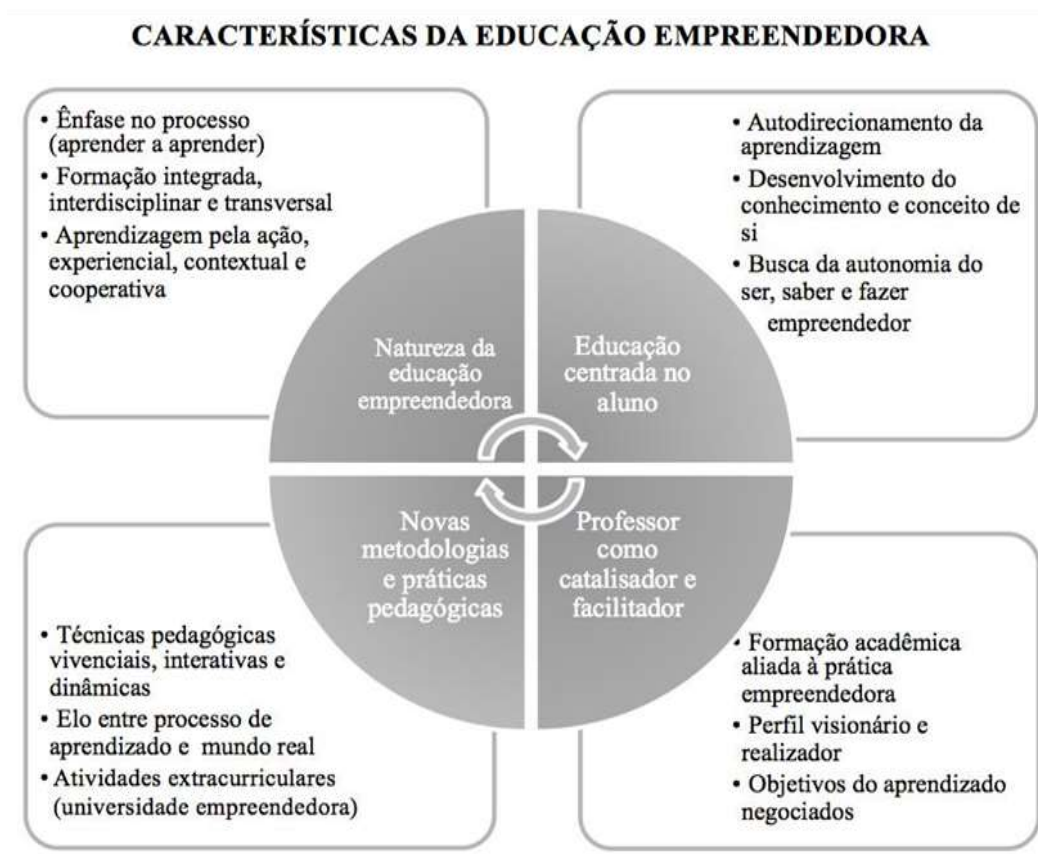 CARACTERÍSTICAS DA EDUCAÇÃO EMPREENDEDORA
• Ênfase no processo
(aprender a aprender)
• Formação integrada,
interdisciplinar e transversal
• Aprendizagem pela ação,
experiencial, contextual e
cooperativa
• Autodirecionamento da
aprendizagem
• Desenvolvimento do
conhecimento e conceito de
si
• Busca da autonomia do
ser, saber e fazer
empreendedor
Natureza da
educação
empreendedora
Educação
centrada no
aluno
Novas
metodologias
e práticas
pedagógicas
Professor
como
catalisador e
facilitador
• Técnicas pedagógicas
vivenciais, interativas e
dinâmicas
• Elo entre processo de
aprendizado e mundo real
• Atividades extracurriculares
(universidade empreendedora)
• Formação acadêmica
aliada à prática
empreendedora
• Perfil visionário e
realizador
• Objetivos do aprendizado
negociados